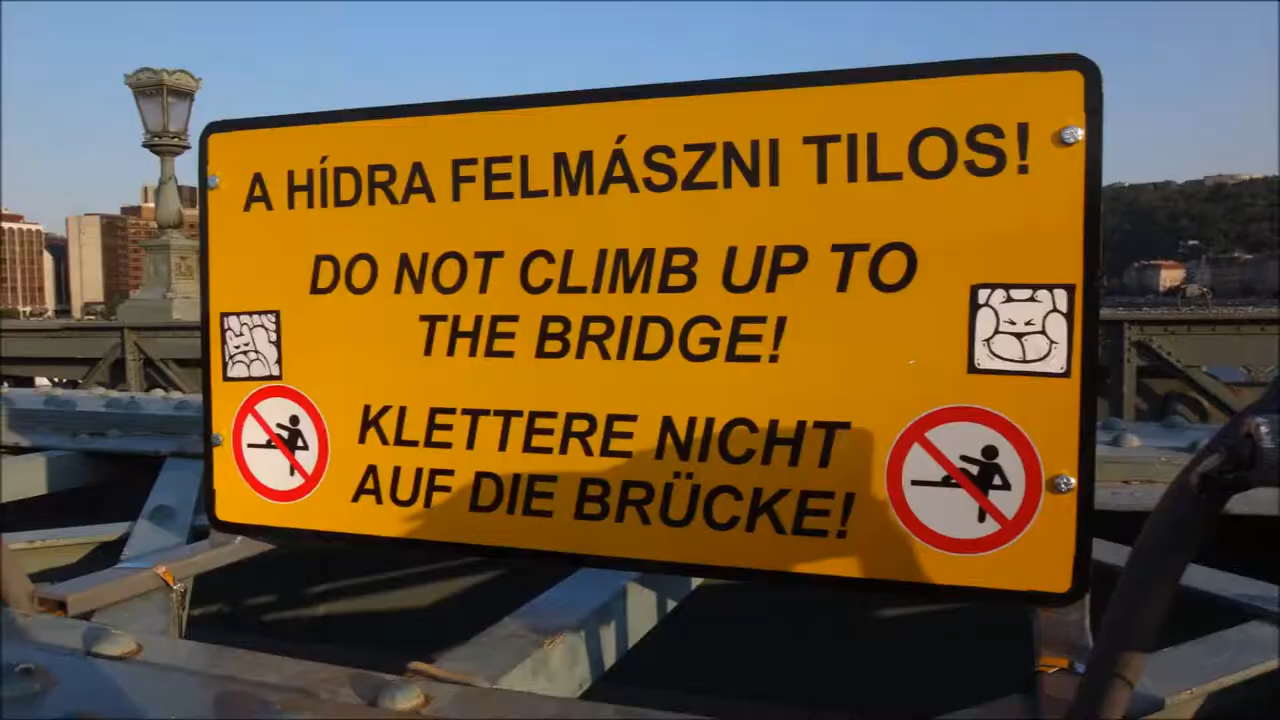 A HÍDRA FELMÁSZNI TILOS!
DO NOT CLIMB UP TO
THE BRIDGE!
KLETTERE NICHT
AUF DIE BRÜCKE!